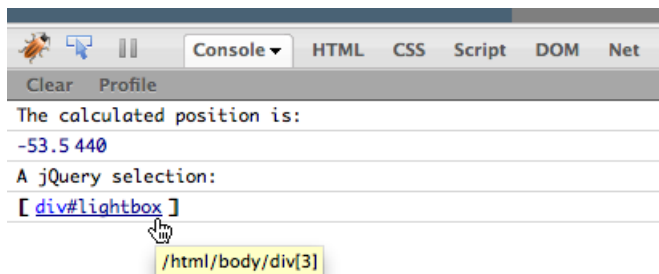 Console HTML CSS Script DOM Net
Clear Profile
The calculated position is:
-53.5 440
A jQuery selection:
[ div#lightbox ]
/html/body/div[3]